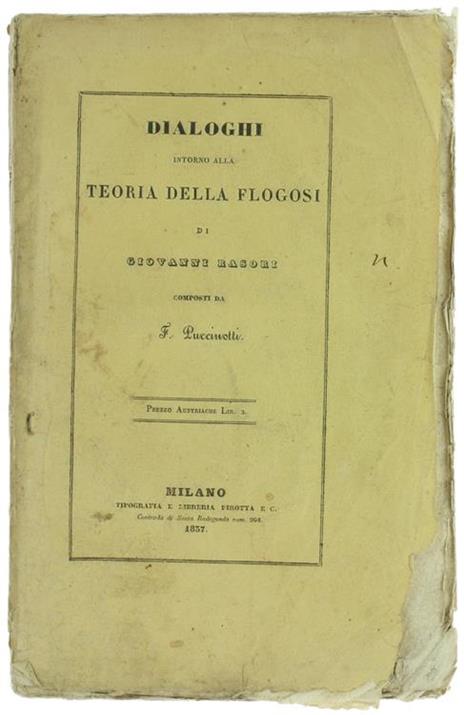 DIALOGHI
INTORNO ALLA
TEORIA DELLA FLOGOSI
DI
GIOVANNI RASORI
COMPOSTI DA
F. Puccinotti.
PREZZO AUSTRIACHE LIR. 2.
MILANO
TIPOGRAFIA E LIBRERIA PIROTTA E C.
Contrada di Santa Radegonda num. 964.
1837.